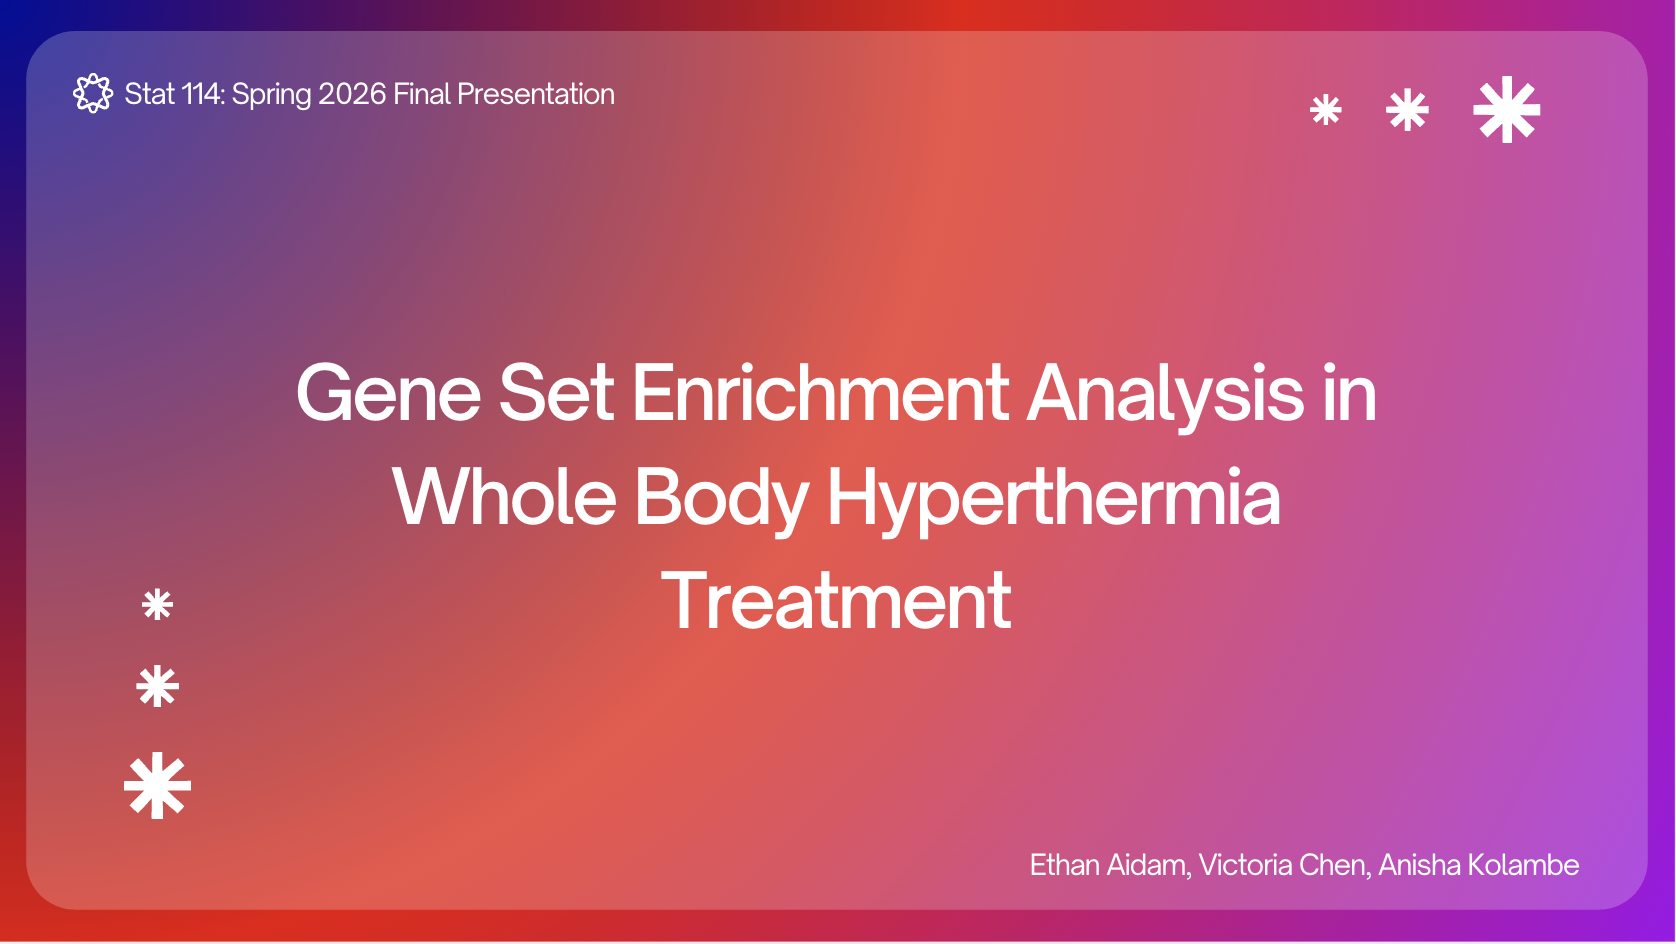 Stat 114: Spring 2026 Final Presentation
Gene Set Enrichment Analysis in
Whole Body Hyperthermia
Treatment
Ethan Aidam, Victoria Chen, Anisha Kolambe